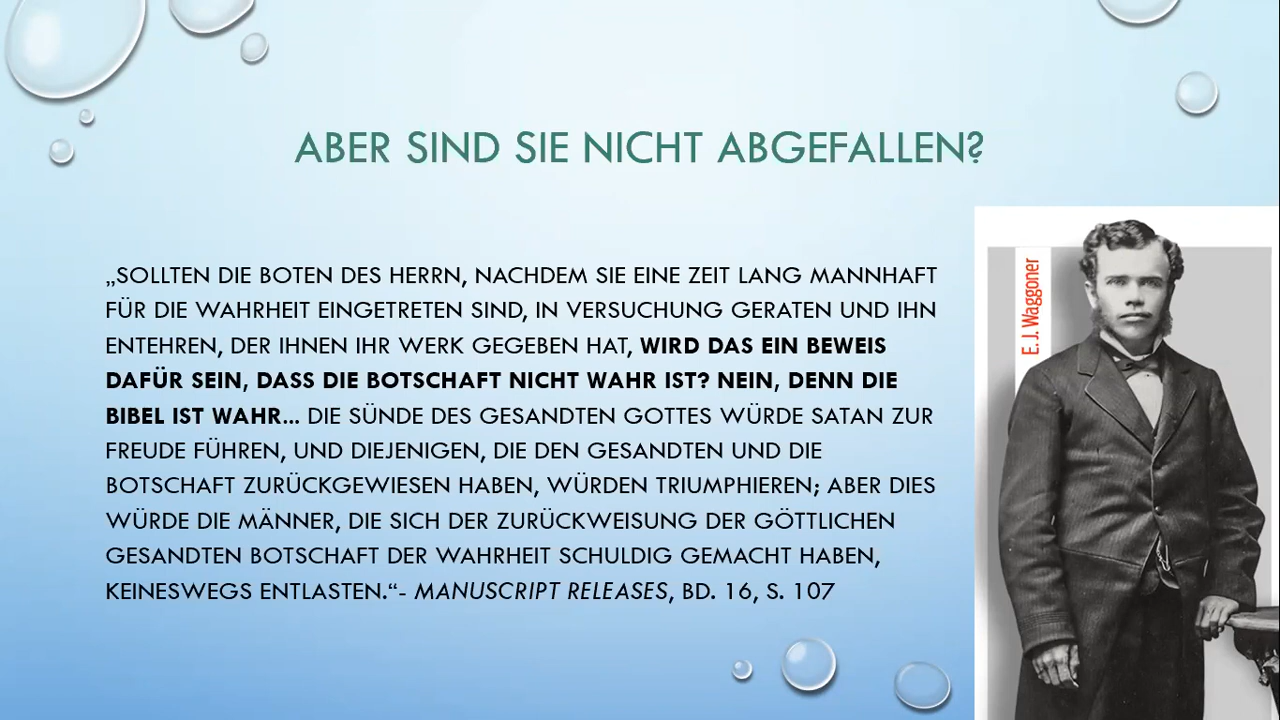 ABER SIND SIE NICHT ABGEFALLEN?
„SOLLTEN DIE BOTEN DES HERRN, NACHDEM SIE EINE ZEIT LANG MANNHAFT
FÜR DIE WAHRHEIT EINGETRETEN SIND, IN VERSUCHUNG GERATEN UND IHN
ENTEHREN, DER IHNEN IHR WERK GEGEBEN HAT, WIRD DAS EIN BEWEIS
DAFÜR SEIN, DASS DIE BOTSCHAFT NICHT WAHR IST? NEIN, DENN DIE
BIBEL IST WAHR... DIE SÜNDE DES GESANDTEN GOTTES WÜRDE SATAN ZUR
FREUDE FÜHREN, UND DIEJENIGEN, DIE DEN GESANDTEN UND DIE
BOTSCHAFT ZURÜCKGEWIESEN HABEN, WÜRDEN TRIUMPHIEREN; ABER DIES
WÜRDE DIE MÄNNER, DIE SICH DER ZURÜCKWEISUNG DER GÖTTLICHEN
GESANDTEN BOTSCHAFT DER WAHRHEIT SCHULDIG GEMACHT HABEN,
KEINESWEGS ENTLASTEN.“- MANUSCRIPT RELEASES, BD. 16, S. 107
E. J. Waggoner